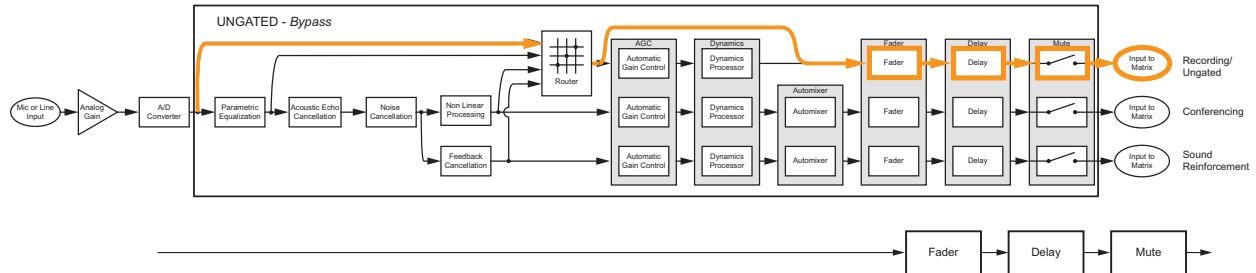 UNGATED - Bypass
AGC
Dynamics
Fader
Delay
Mute
Router
Automatic
Gain Control
Dynamics
Processor
Fader
Delay
Input to
Matrix
Recording/
Ungated
Automixer
Mic or Line
Input
Analog
Gain
A/D
Converter
Parametric
Equalization
Acoustic Echo
Cancellation
Noise
Cancellation
Non Linear
Processing
Automatic
Gain Control
Dynamics
Processor
Automixer
Fader
Delay
Input to
Matrix
Conferencing
Feedback
Cancellation
Automatic
Gain Control
Dynamics
Processor
Automixer
Fader
Delay
Input to
Matrix
Sound
Reinforcement
Fader
Delay
Mute